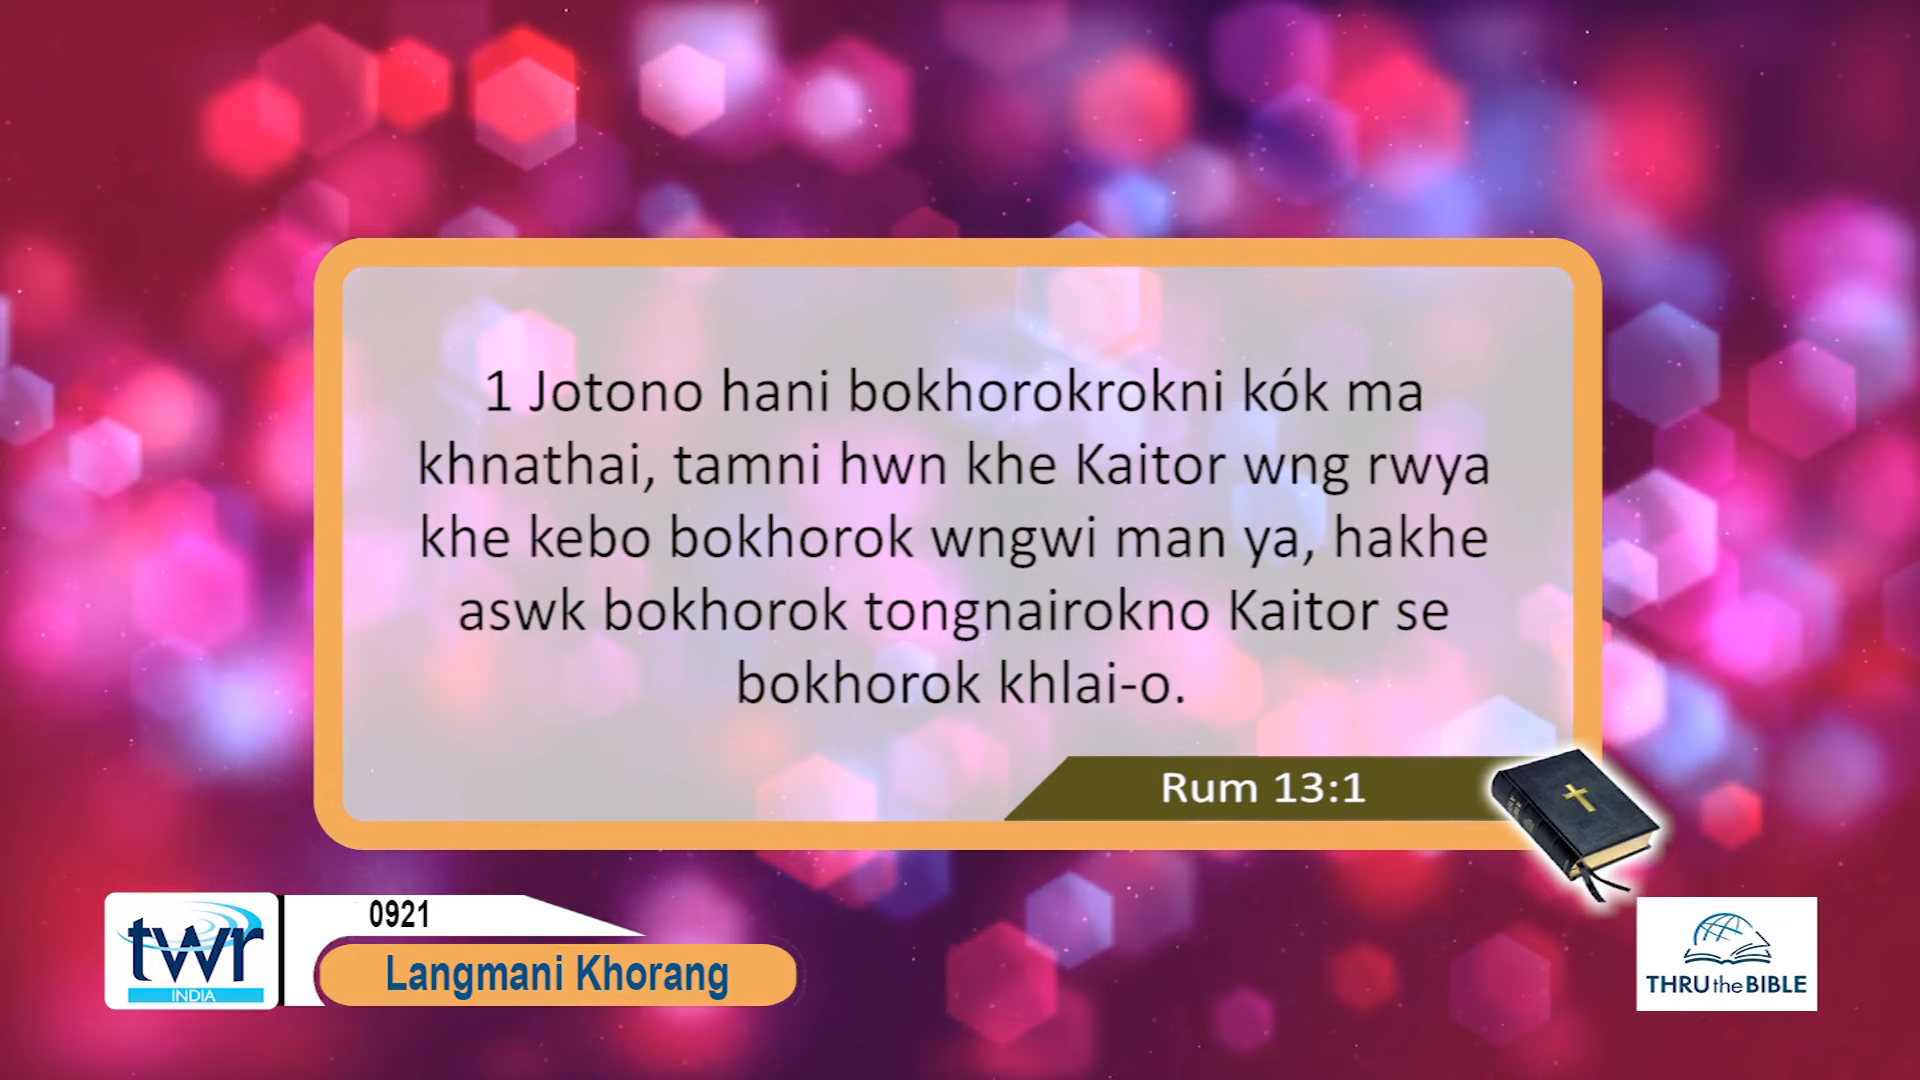 1 Jotono hani bokhorokrokni kók ma
khnathai, tamni hwn khe Kaitor wng rwya
khe kebo bokhorok wngwi man ya, hakhe
aswk bokhorok tongnairokno Kaitor se
bokhorok khlai-o.
Rum 13:1
0921
Langmani Khorang
twr
INDIA
THRU the BIBLE